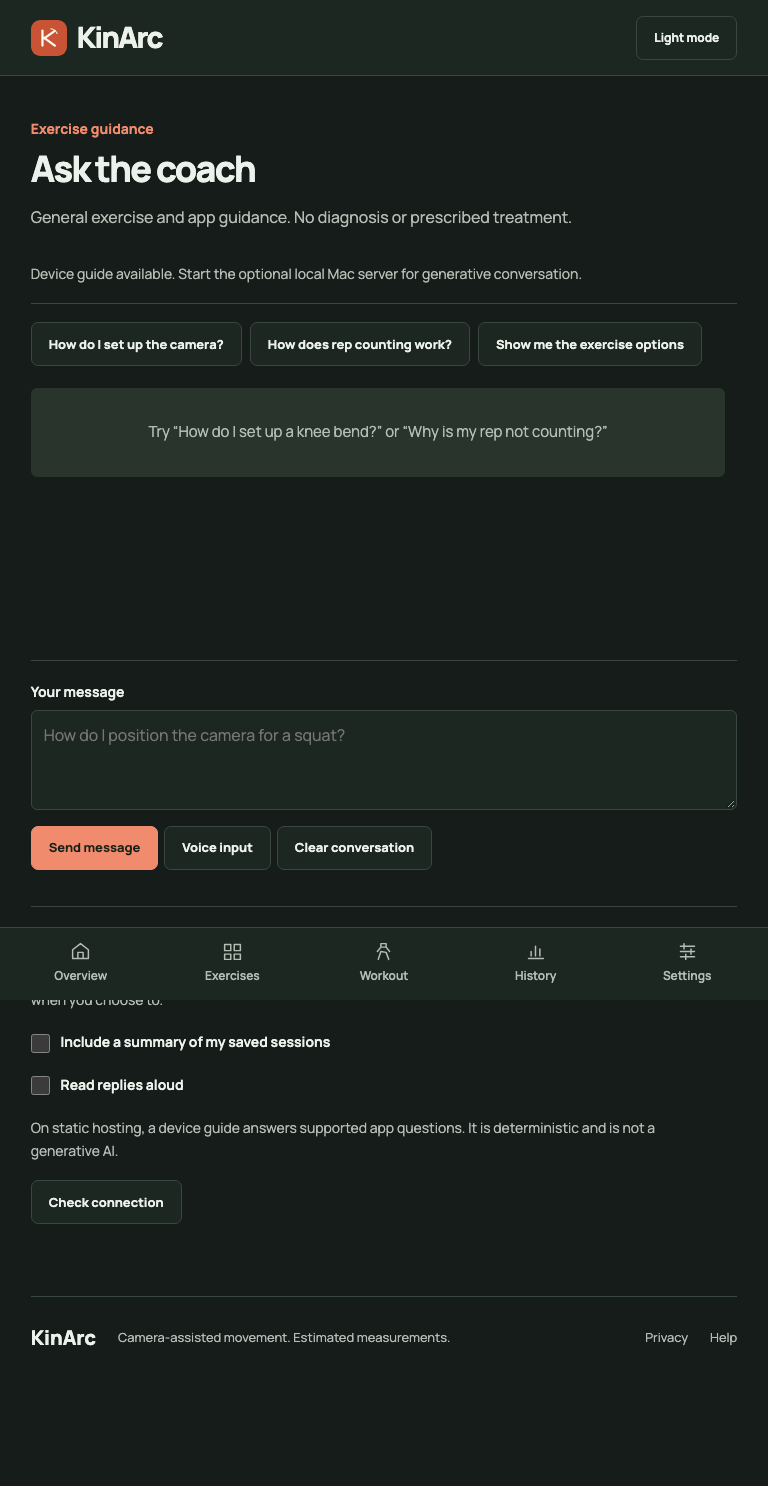 KinArc
Light mode
Exercise guidance
Ask the coach
General exercise and app guidance. No diagnosis or prescribed treatment.
Device guide available. Start the optional local Mac server for generative conversation.
How do I set up the camera?
How does rep counting work?
Show me the exercise options
Try “How do I set up a knee bend?” or “Why is my rep not counting?”
Your message
How do I position the camera for a squat?
Send message
Voice input
Clear conversation
Overview
Exercises
Workout
History
Settings
when you choose to.
Include a summary of my saved sessions
Read replies aloud
On static hosting, a device guide answers supported app questions. It is deterministic and is not a
generative AI.
Check connection
KinArc
Camera-assisted movement. Estimated measurements.
Privacy
Help